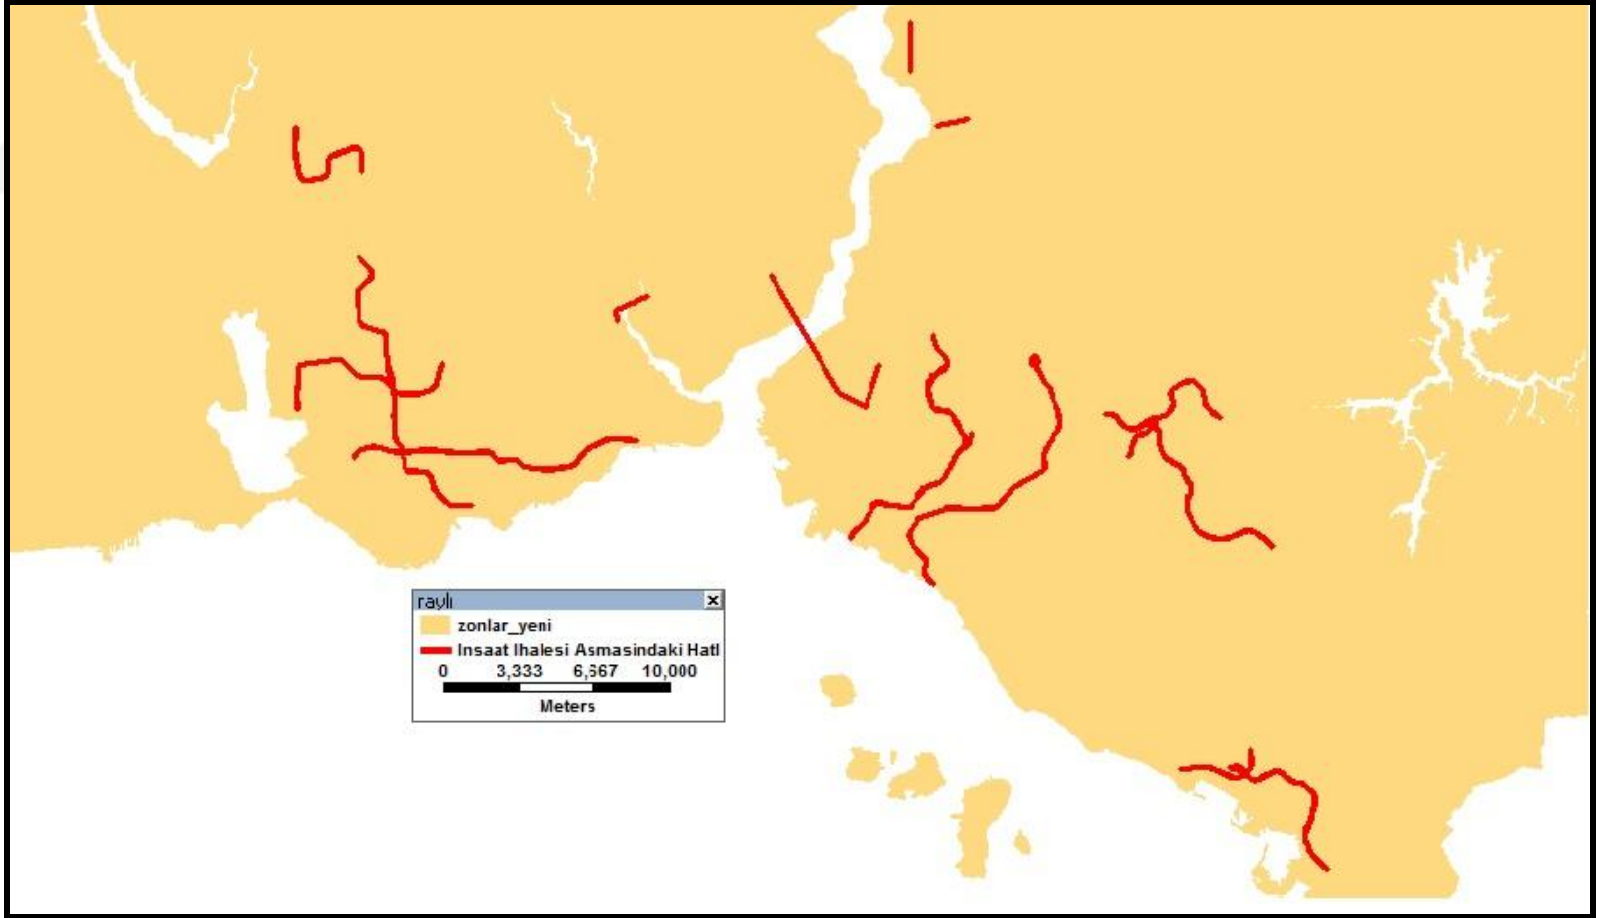 raylı
zonlar_yeni
Insaat Ihalesi Asmasindaki Hatl
0 3,333 6,667 10,000
Meters